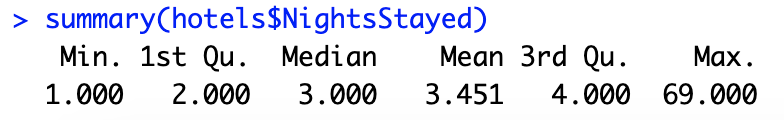 > summary(hotels$NightsStayed)
Min. 1st Qu. Median Mean 3rd Qu. Max.
1.000 2.000 3.000 3.451 4.000 69.000